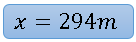 x = 294m